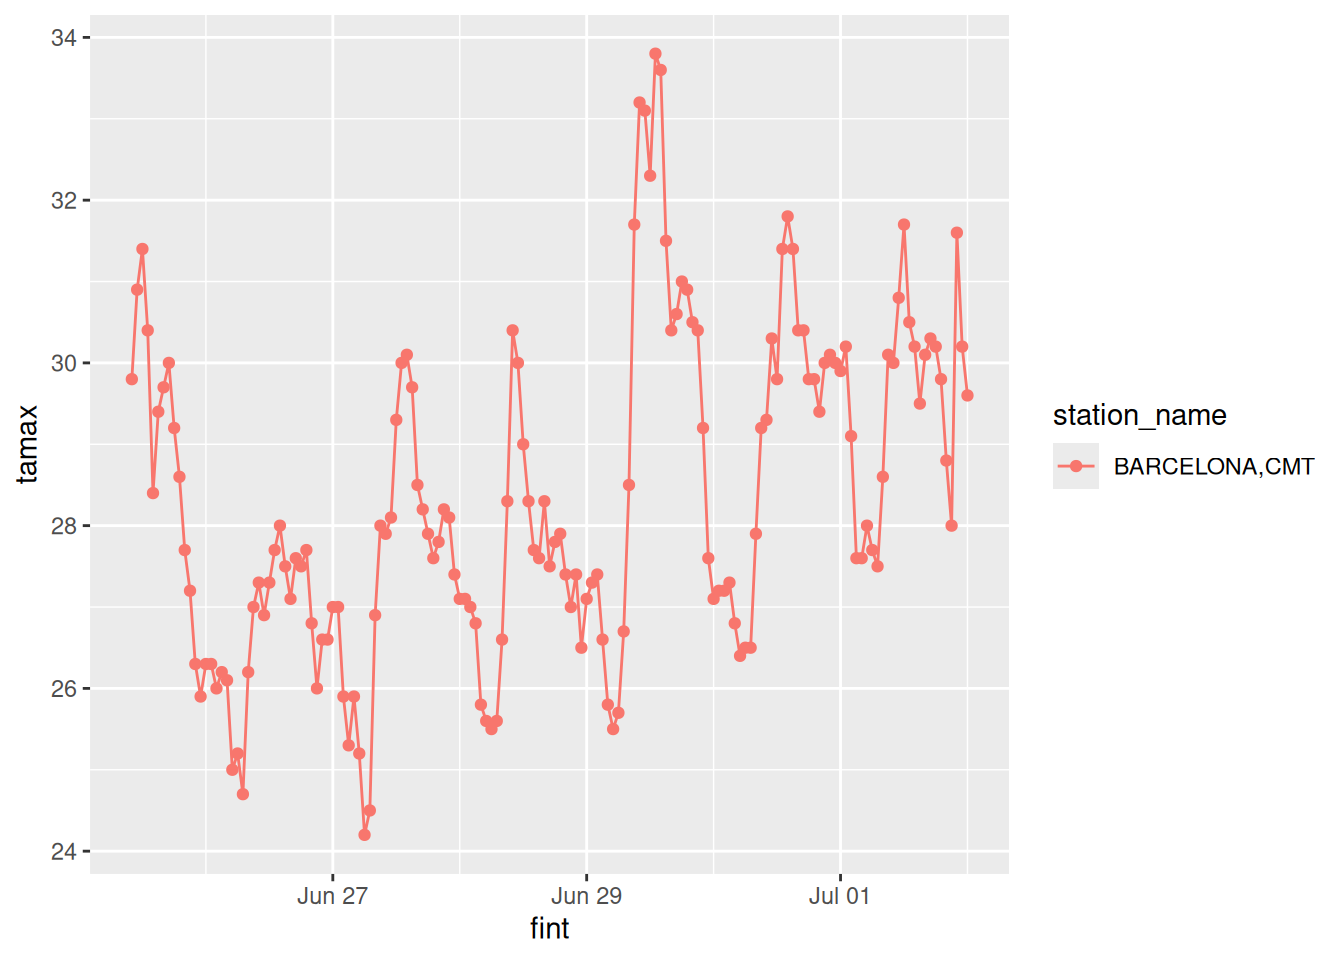 34
32
30
28
26
24
tamax
Jun 27
Jun 29
Jul 01
fint
station_name
BARCELONA,CMT